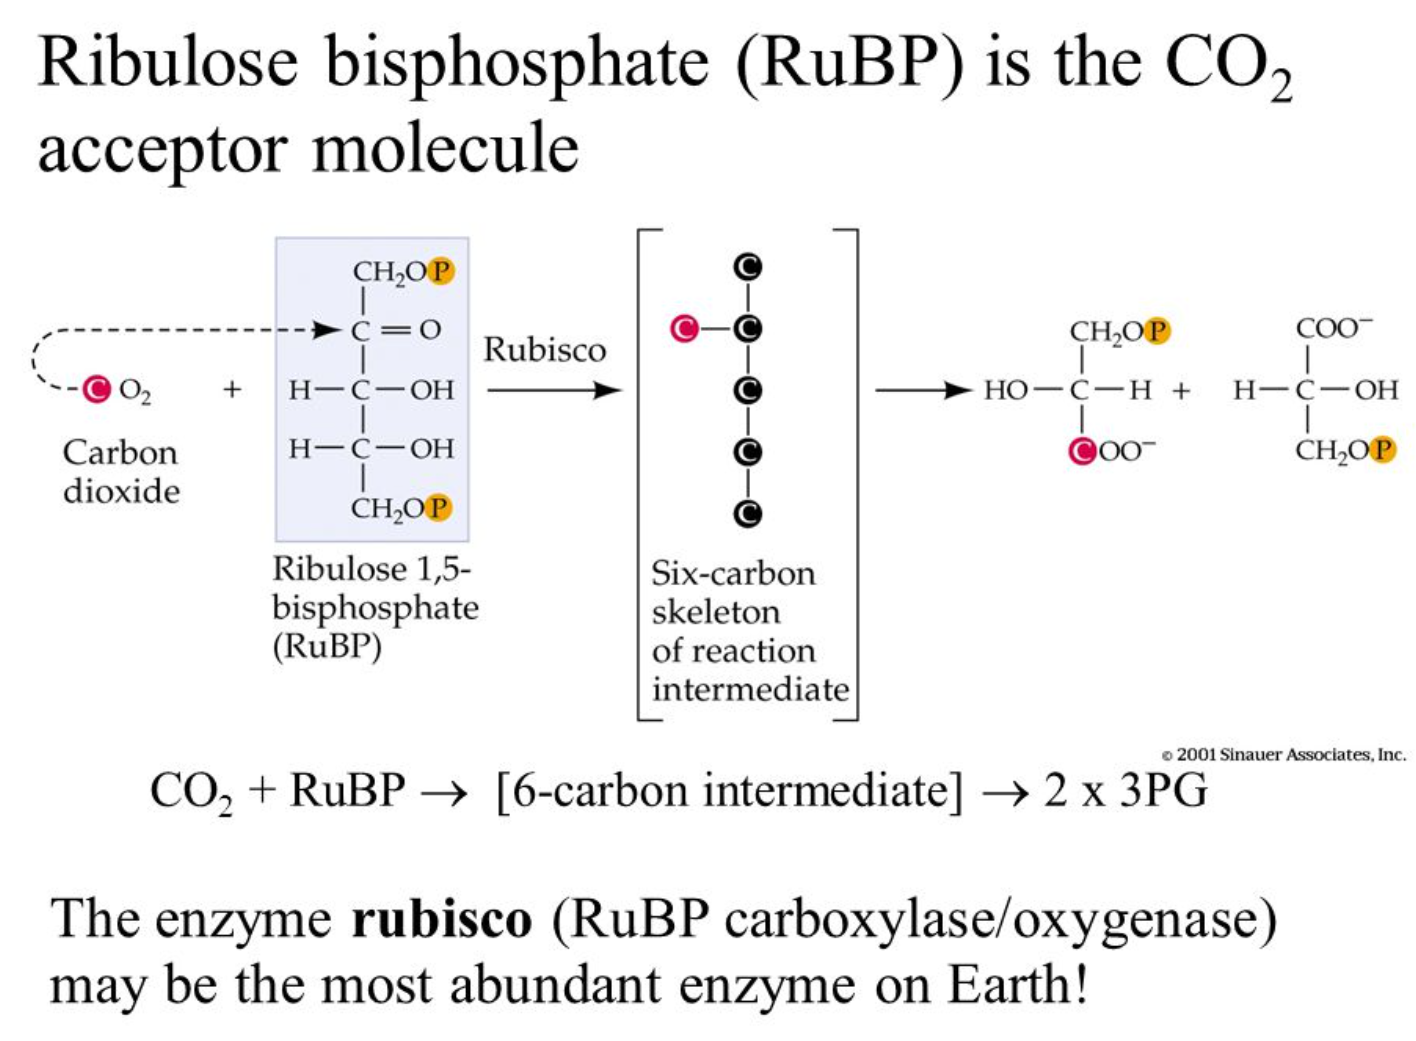 Ribulose bisphosphate (RuBP) is the CO₂
acceptor molecule
CO₂
Carbon
dioxide
+
CH₂OP
C=O
H—C—OH
H—C—OH
CH₂OP
Ribulose 1,5-
bisphosphate
(RuBP)
Rubisco
C
C—C
C
C
C
Six-carbon
skeleton
of reaction
intermediate
CH₂OP
HO—C—H
COO⁻
+
COO⁻
H—C—OH
CH₂OP
© 2001 Sinauer Associates, Inc.
CO₂ + RuBP → [6-carbon intermediate] → 2 x 3PG
The enzyme rubisco (RuBP carboxylase/oxygenase)
may be the most abundant enzyme on Earth!